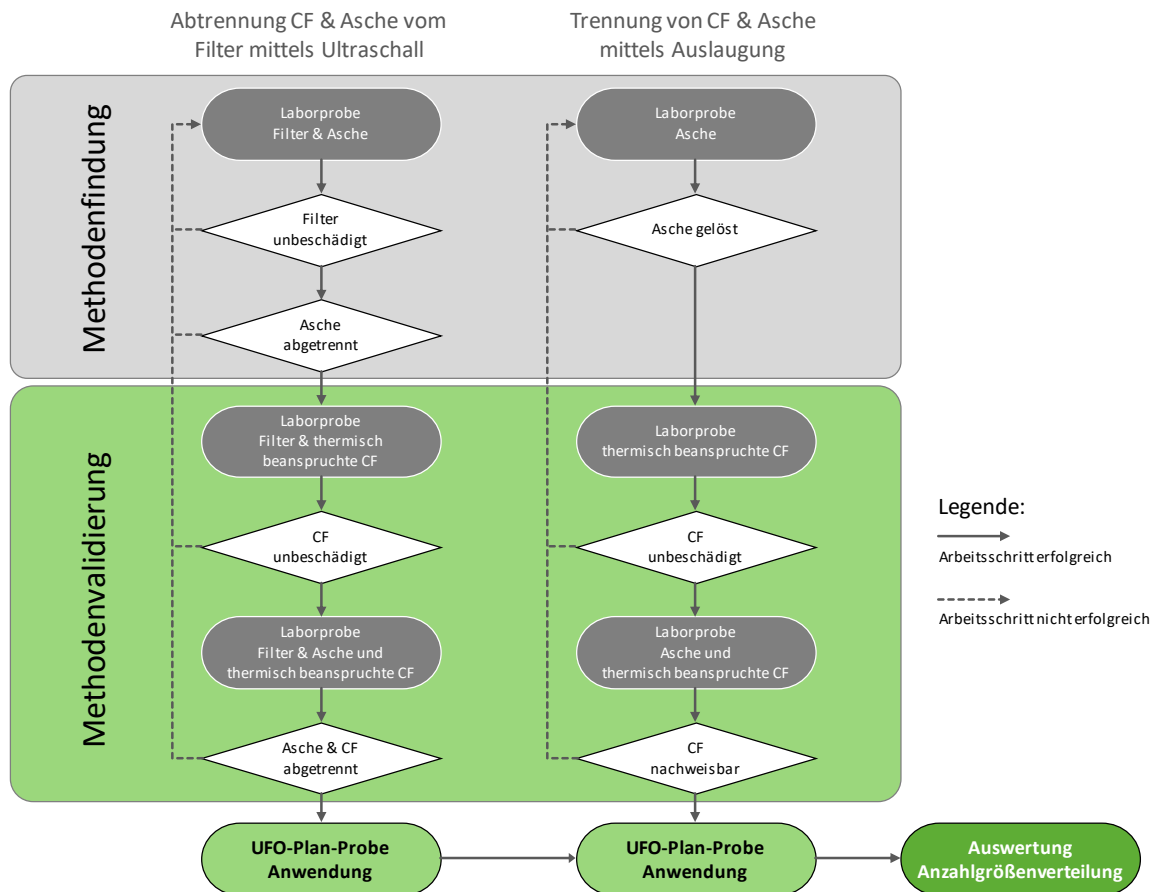 Abtrennung CF & Asche vom
Filter mittels Ultraschall
Trennung von CF & Asche
mittels Auslaugung
Methodenfindung
Laborprobe
Filter & Asche
Laborprobe
Asche
Filter
unbeschädigt
Asche gelöst
Asche
abgetrennt
Methodenvalidierung
Laborprobe
Filter & thermisch
beanspruchte CF
Laborprobe
thermisch beanspruchte CF
CF
unbeschädigt
CF
unbeschädigt
Laborprobe
Filter & Asche und
thermisch beanspruchte CF
Laborprobe
Asche und
thermisch beanspruchte CF
Asche & CF
abgetrennt
CF
nachweisbar
Legende:
Arbeitsschritt erfolgreich
Arbeitsschritt nicht erfolgreich
UFO-Plan-Probe
Anwendung
UFO-Plan-Probe
Anwendung
Auswertung
Anzahlgrößenverteilung